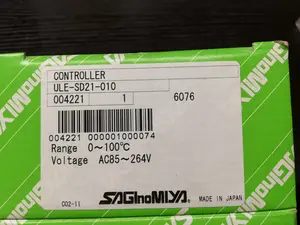 CONTROLLER
ULE-SD21-010
004221 1 6076
004221 000001000074
Range 0～100℃
Voltage AC85～264V
SAGInoMIYA
MADE IN JAPAN
C02-11